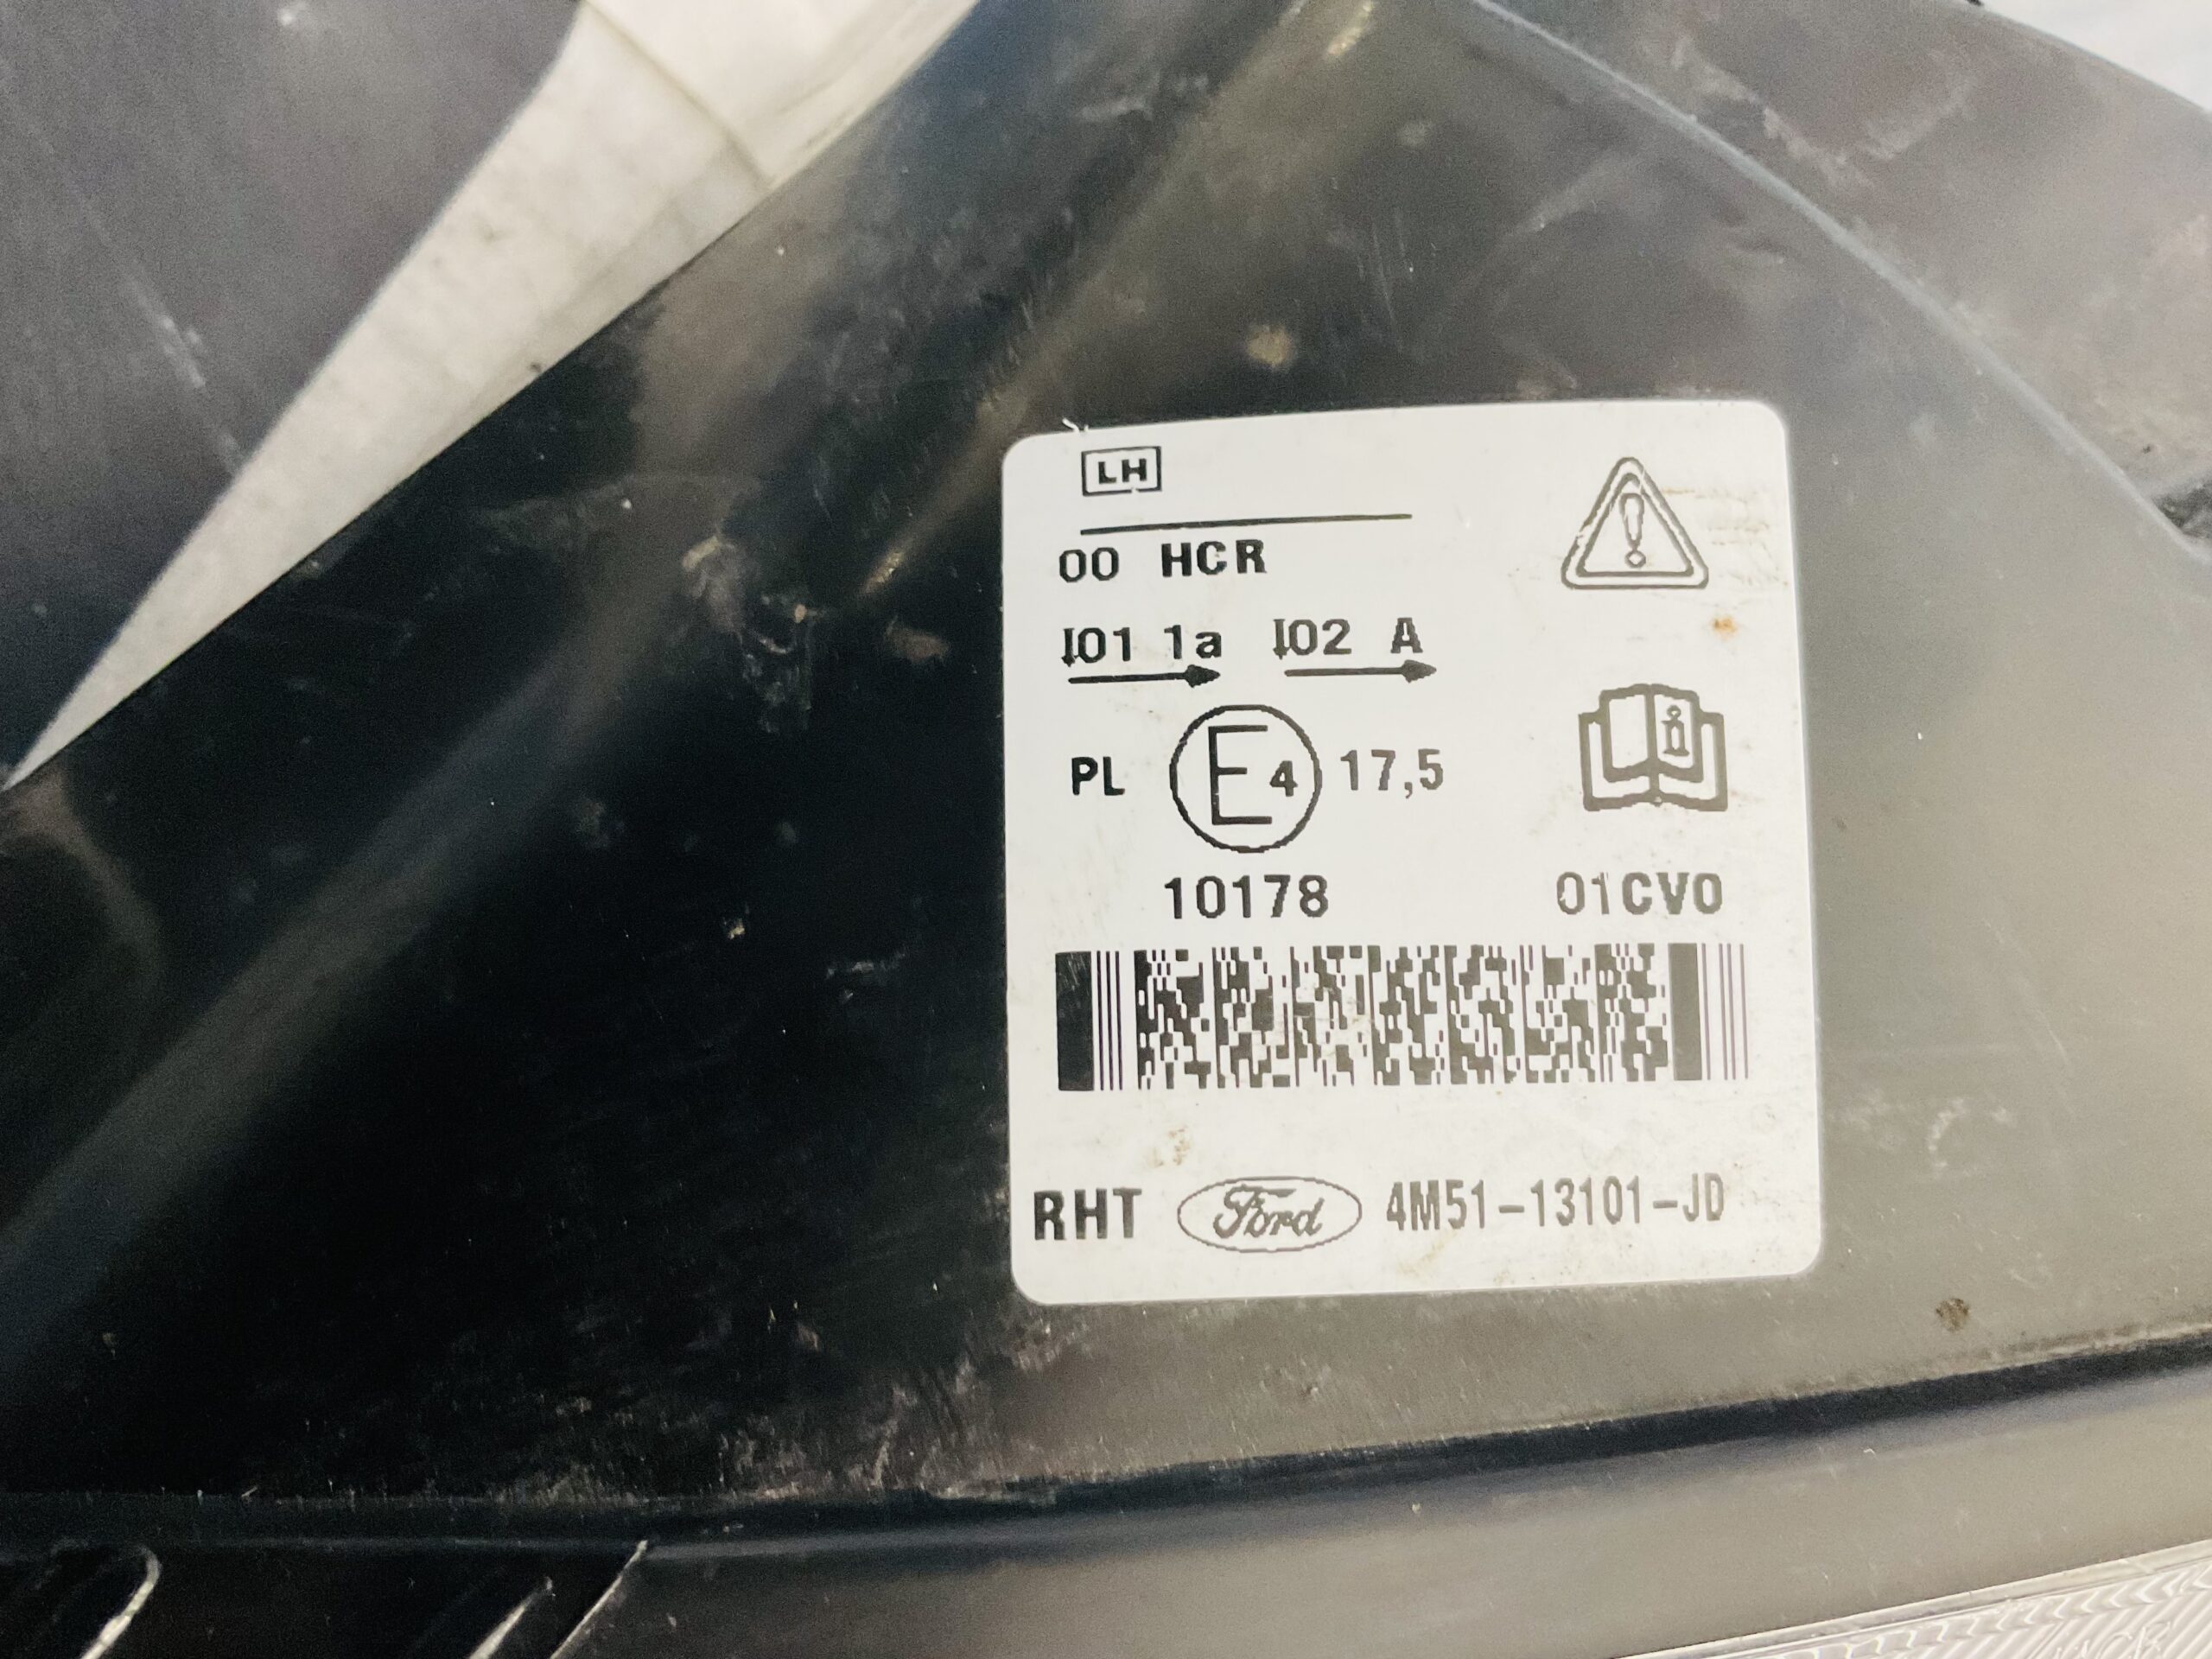 LH
00 HCR
I01 1a I02 A
PL E4 17,5
10178 01CV0
RHT Ford 4M51-13101-JD